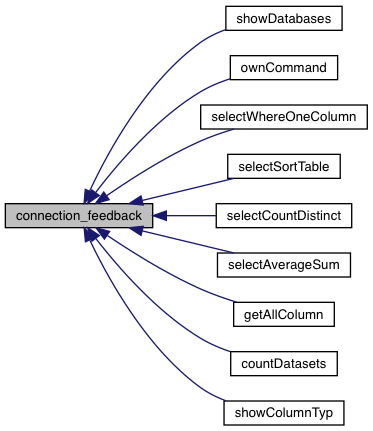 showDatabases
ownCommand
selectWhereOneColumn
selectSortTable
connection_feedback
selectCountDistinct
selectAverageSum
getAllColumn
countDatasets
showColumnTyp